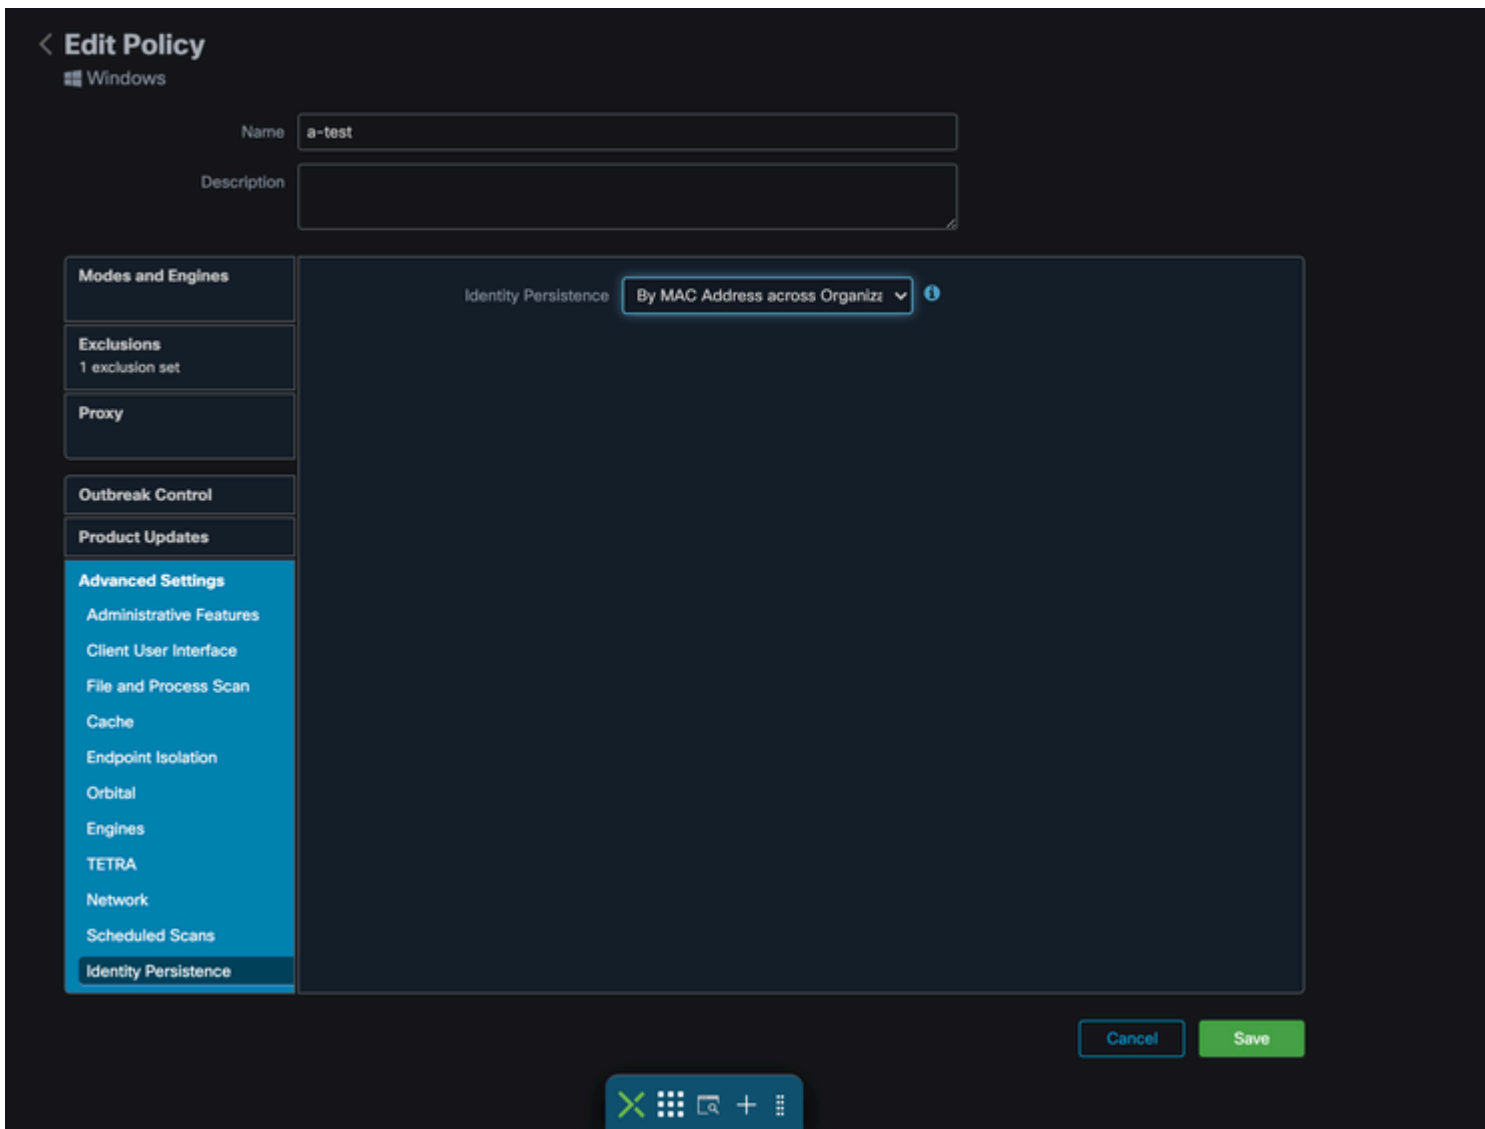 Edit Policy
Windows
Name a-test
Description
Modes and Engines
Exclusions
1 exclusion set
Proxy
Outbreak Control
Product Updates
Advanced Settings
Administrative Features
Client User Interface
File and Process Scan
Cache
Endpoint Isolation
Orbital
Engines
TETRA
Network
Scheduled Scans
Identity Persistence
Identity Persistence By MAC Address across Organiza
Cancel Save